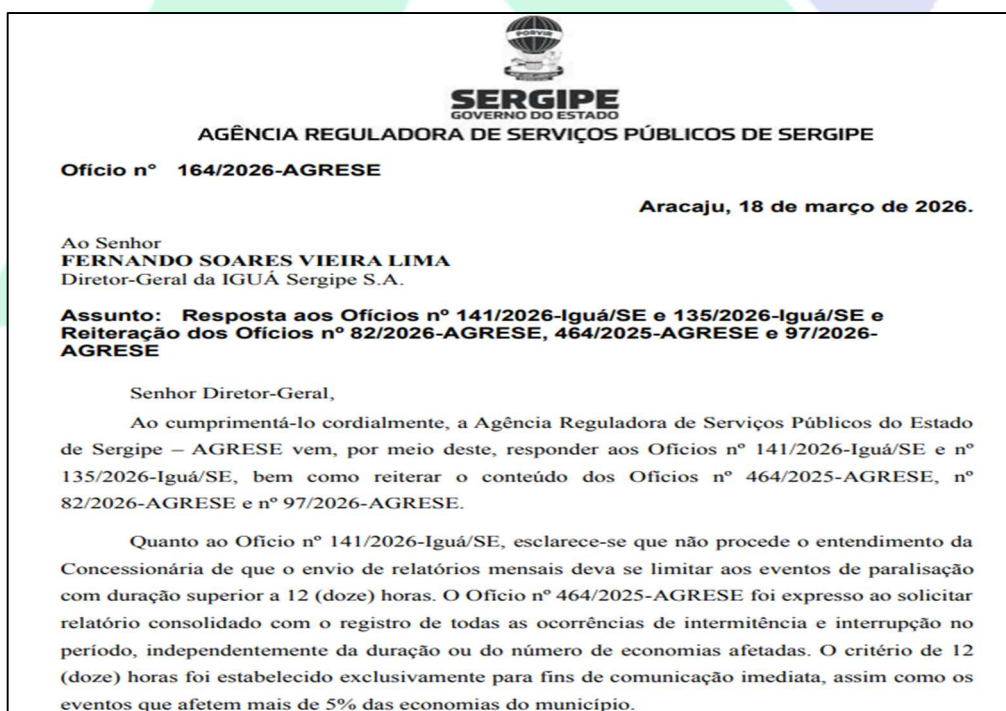 PORVIR
SERGIPE
GOVERNO DO ESTADO
AGÊNCIA REGULADORA DE SERVIÇOS PÚBLICOS DE SERGIPE
Ofício nº 164/2026-AGRESE
Aracaju, 18 de março de 2026.
Ao Senhor
FERNANDO SOARES VIEIRA LIMA
Diretor-Geral da IGUÁ Sergipe S.A.
Assunto: Resposta aos Ofícios nº 141/2026-Iguá/SE e 135/2026-Iguá/SE e
Reiteração dos Ofícios nº 82/2026-AGRESE, 464/2025-AGRESE e 97/2026-
AGRESE
Senhor Diretor-Geral,
Ao cumprimentá-lo cordialmente, a Agência Reguladora de Serviços Públicos do Estado
de Sergipe – AGRESE vem, por meio deste, responder aos Ofícios nº 141/2026-Iguá/SE e nº
135/2026-Iguá/SE, bem como reiterar o conteúdo dos Ofícios nº 464/2025-AGRESE, nº
82/2026-AGRESE e nº 97/2026-AGRESE.
Quanto ao Ofício nº 141/2026-Iguá/SE, esclarece-se que não procede o entendimento da
Concessionária de que o envio de relatórios mensais deva se limitar aos eventos de paralisação
com duração superior a 12 (doze) horas. O Ofício nº 464/2025-AGRESE foi expresso ao solicitar
relatório consolidado com o registro de todas as ocorrências de intermitência e interrupção no
período, independentemente da duração ou do número de economias afetadas. O critério de 12
(doze) horas foi estabelecido exclusivamente para fins de comunicação imediata, assim como os
eventos que afetem mais de 5% das economias do município.